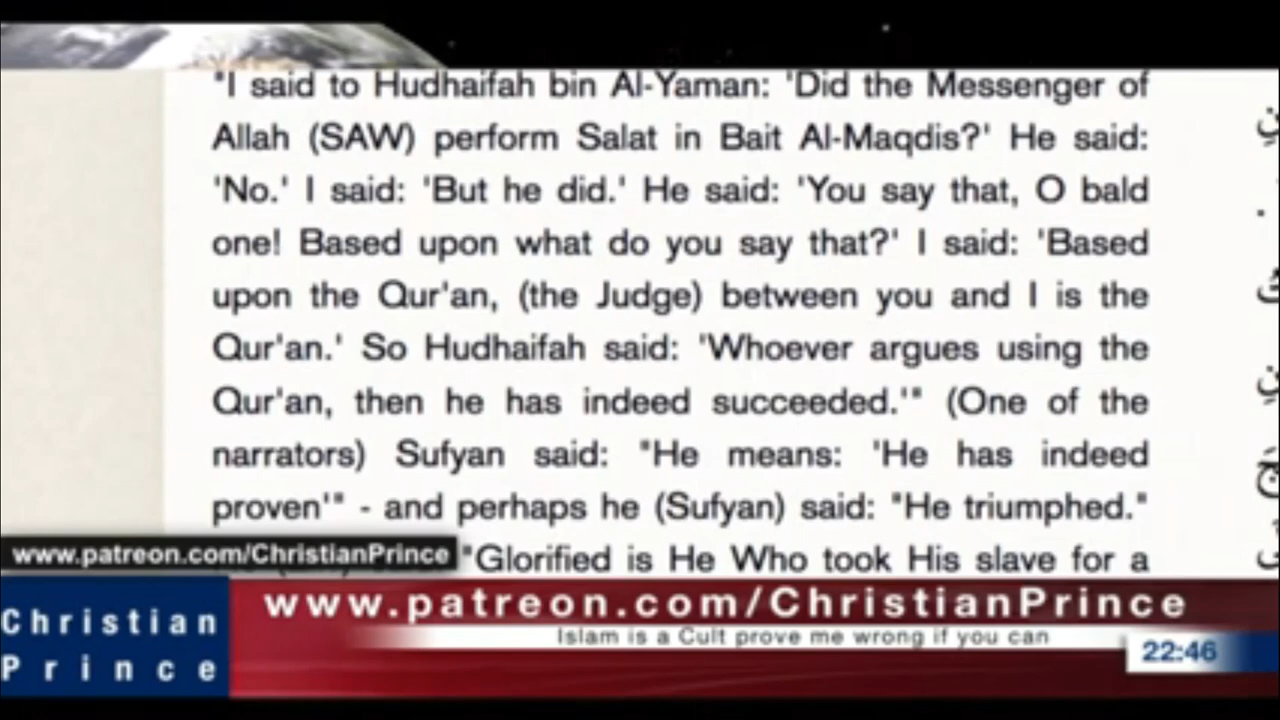 "I said to Hudhaifah bin Al-Yaman: 'Did the Messenger of
Allah (SAW) perform Salat in Bait Al-Maqdis?' He said:
'No.' I said: 'But he did.' He said: 'You say that, O bald
one! Based upon what do you say that?' I said: 'Based
upon the Qur'an, (the Judge) between you and I is the
Qur'an.' So Hudhaifah said: 'Whoever argues using the
Qur'an, then he has indeed succeeded.'" (One of the
narrators) Sufyan said: "He means: 'He has indeed
proven'" - and perhaps he (Sufyan) said: "He triumphed."
"Glorified is He Who took His slave for a
www.patreon.com/ChristianPrince
www.patreon.com/ChristianPrince
Islam is a Cult prove me wrong if you can
Christian
Prince
22:46